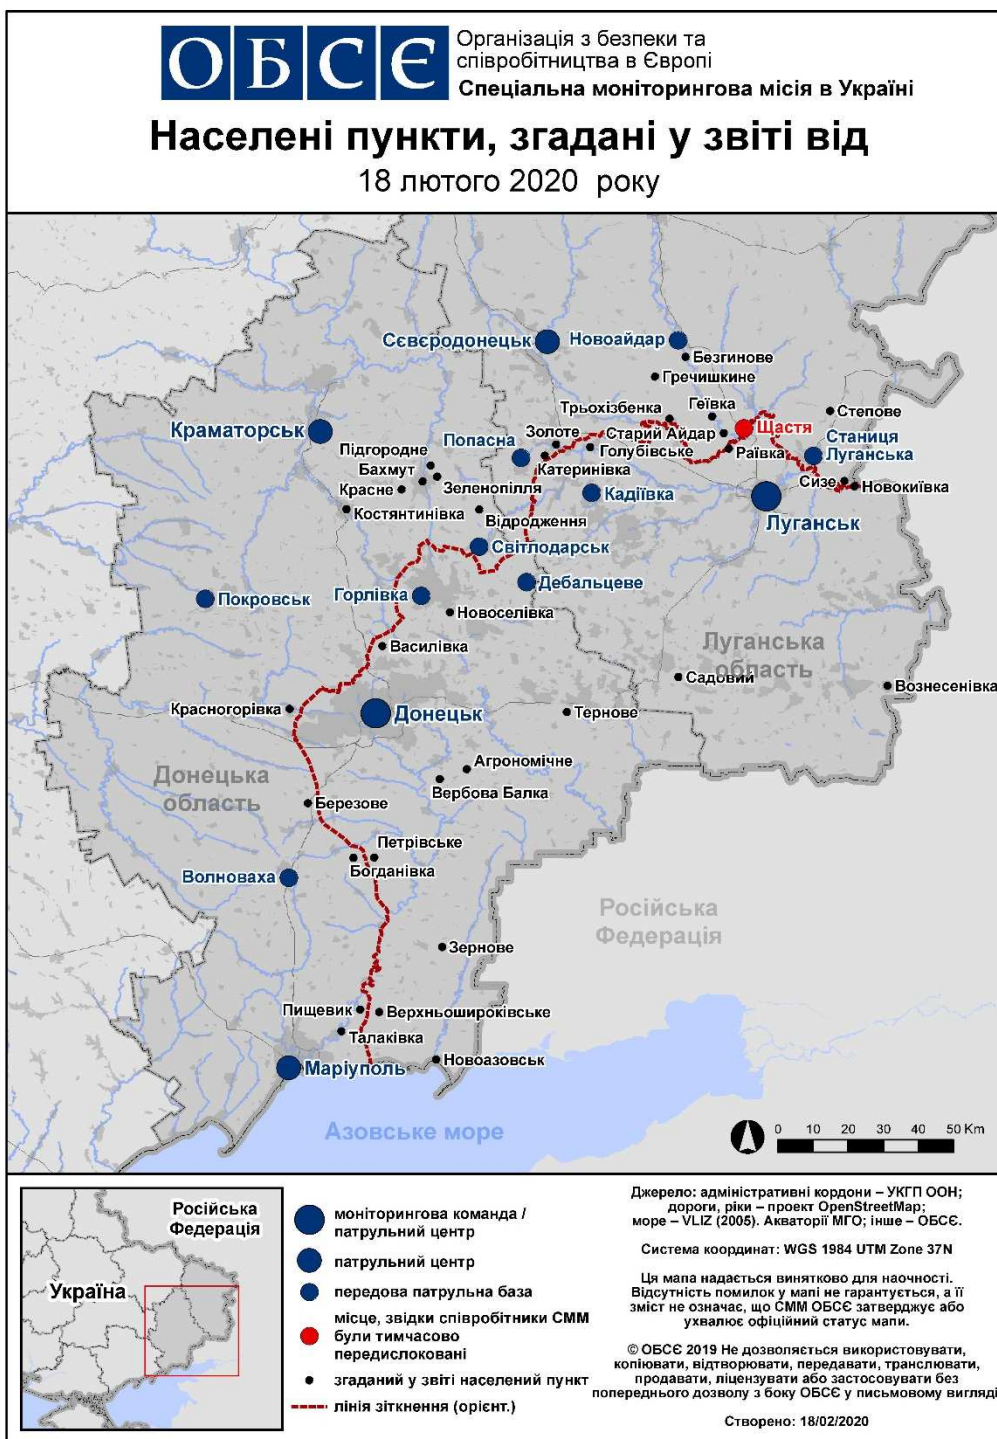 ОБСЄ
Організація з безпеки та
співробітництва в Європі
Спеціальна моніторингова місія в Україні
Населені пункти, згадані у звіті від
18 лютого 2020 року
Сєвєродонецьк
Новоайдар
Безгинове
Гречишкине
Трьохізбенка
Геївка
Степове
Щастя
Краматорськ
Золоте
Старий Айдар
Станиця
Луганська
Попасна
Голубівське
Раївка
Підгородне
Катеринівка
Бахмут
Зеленопілля
Сизе
Новокиївка
Красне
Кадіївка
Костянтинівка
Відродження
Луганськ
Світлодарськ
Дебальцеве
Покровськ
Горлівка
Новоселівка
Василівка
Луганська
область
Садовий
Вознесенівка
Красногорівка
Донецьк
Тернове
Агрономічне
Донецька
область
Вербова Балка
Березове
Петрівське
Богданівка
Волноваха
Російська
Федерація
Зернове
Пищевик
Верхньошироківське
Талаківка
Новоазовськ
Маріуполь
Азовське море
0 10 20 30 40 50 Km
Російська
Федерація
Україна
моніторингова команда /
патрульний центр
патрульний центр
передова патрульна база
місце, звідки співробітники СММ
були тимчасово
передислоковані
згаданий у звіті населений пункт
лінія зіткнення (орієнт.)
Джерело: адміністративні кордони – УКГП ООН;
дороги, ріки – проект OpenStreetMap;
море – VLIZ (2005). Акваторії МГО; інше – ОБСЄ.
Система координат: WGS 1984 UTM Zone 37N
Ця мапа надається винятково для наочності.
Відсутність помилок у мапі не гарантується, а її
зміст не означає, що СММ ОБСЄ затверджує або
ухвалює офіційний статус мапи.
© ОБСЄ 2019 Не дозволяється використовувати,
копіювати, відтворювати, передавати, транслювати,
продавати, ліцензувати або застосовувати без
попереднього дозволу з боку ОБСЄ у письмовому вигляді
Створено: 18/02/2020